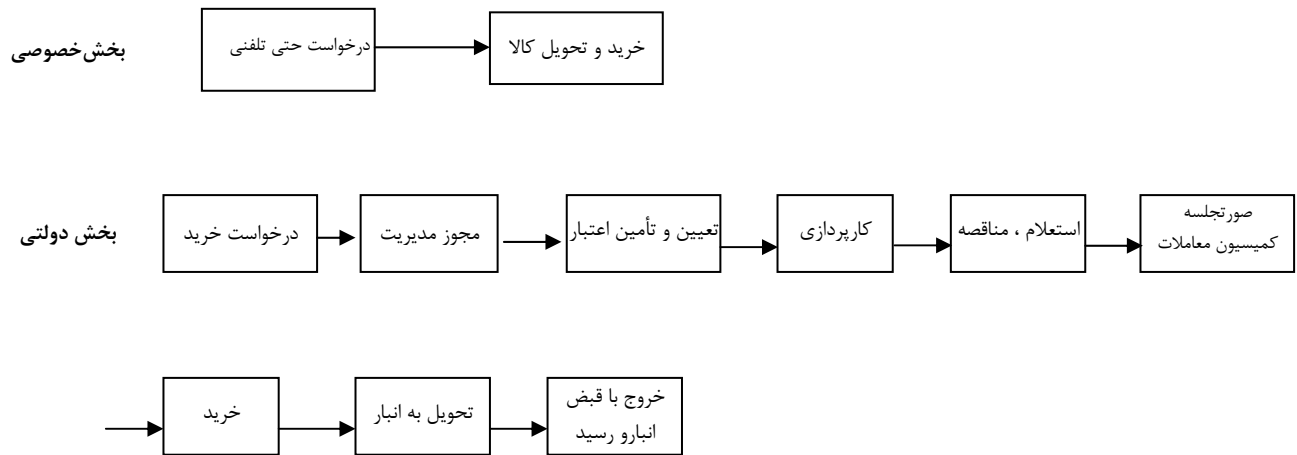 بخش خصوصی
درخواست حتی تلفنی
خرید و تحویل کالا
بخش دولتی
درخواست خرید
مجوز مدیریت
تعیین و تأمین اعتبار
کارپردازی
استعلام ، مناقصه
صورتجلسه
کمیسیون معاملات
خرید
تحویل به انبار
خروج با قبض
انبارو رسید